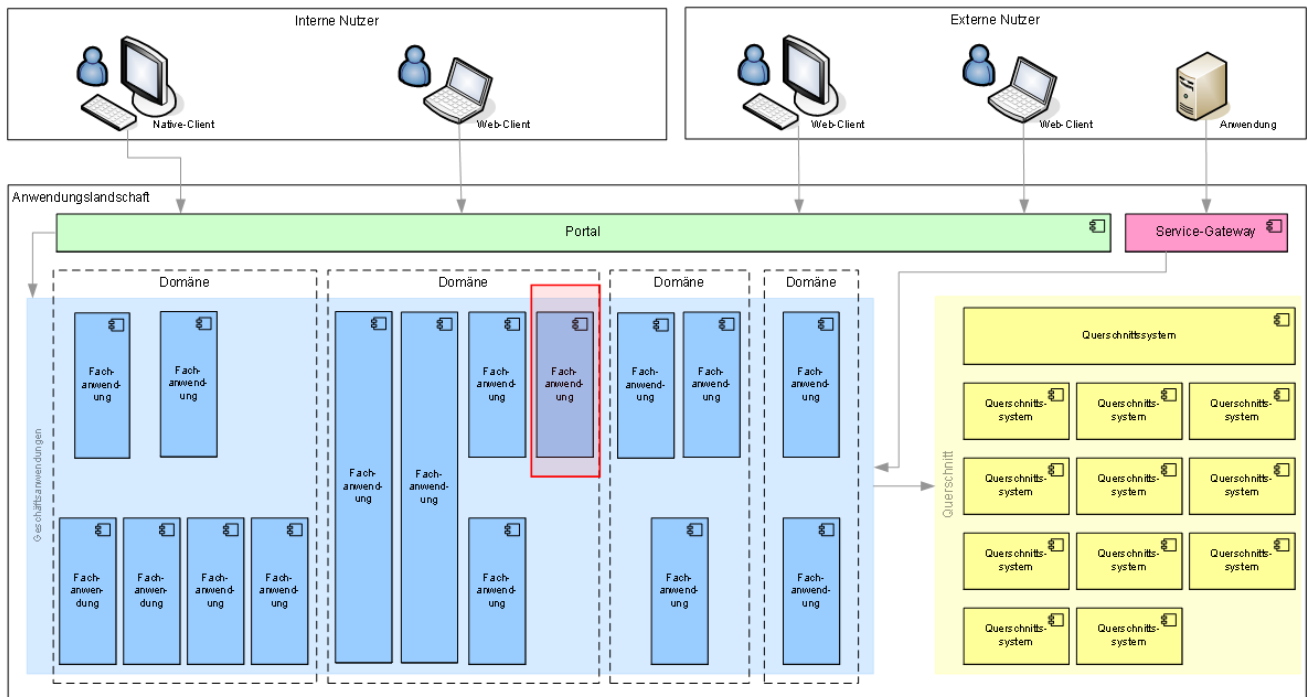 Interne Nutzer
Externe Nutzer
Native-Client
Web-Client
Web-Client
Web-Client
Anwendung
Anwendungslandschaft
Portal
Service-Gateway
Domäne
Domäne
Domäne
Domäne
Geschäftsanwendungen
Fach-
anwend-
ung
Fach-
anwend-
ung
Fach-
anwen-
dung
Fach-
anwend-
ung
Fach-
anwend-
ung
Fach-
anwend-
ung
Fach-
anwend-
ung
Fach-
anwend-
ung
Fach-
anwend-
ung
Fach-
anwend-
ung
Fach-
anwend-
ung
Fach-
anwend-
ung
Fach-
anwend-
ung
Fach-
anwend-
ung
Fach-
anwend-
ung
Fach-
anwend-
ung
Querschnitt
Querschnittssystem
Querschnitts-
system
Querschnitts-
system
Querschnitts-
system
Querschnitts-
system
Querschnitts-
system
Querschnitts-
system
Querschnitts-
system
Querschnitts-
system
Querschnitts-
system
Querschnitts-
system
Querschnitts-
system